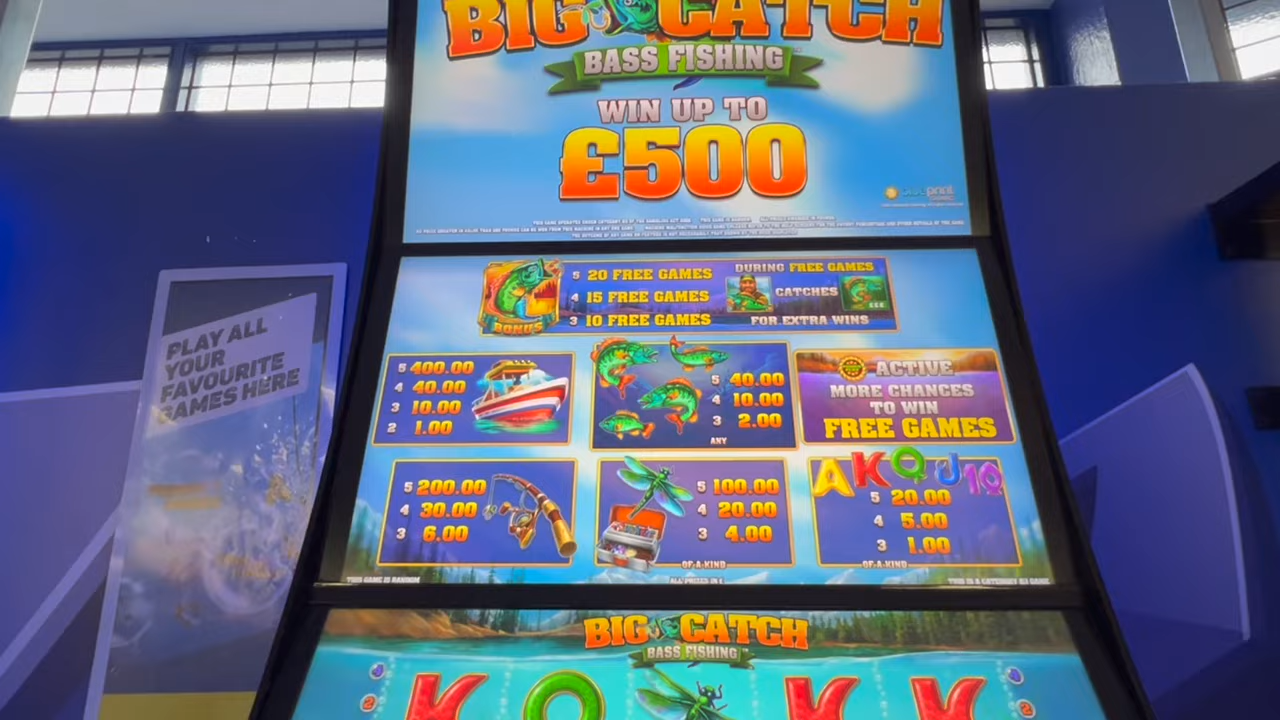 BIG CATCH
BASS FISHING
WIN UP TO
£500
blueprint
PLAY ALL
YOUR
FAVOURITE
GAMES HERE
BONUS
5 20 FREE GAMES
4 15 FREE GAMES
3 10 FREE GAMES
DURING FREE GAMES
CATCHES
FOR EXTRA WINS
5 400.00
4 40.00
3 10.00
2 1.00
5 40.00
4 10.00
3 2.00
ANY
ACTIVE
MORE CHANCES
TO WIN
FREE GAMES
5 200.00
4 30.00
3 6.00
5 100.00
4 20.00
3 4.00
OF-A-KIND
A K Q J 10
5 20.00
4 5.00
3 1.00
OF-A-KIND
THIS GAME IS RANDOM
ALL PRIZES IN £
THIS IS A CATEGORY B3 GAME
BIG CATCH
BASS FISHING
2 K Q K K 2